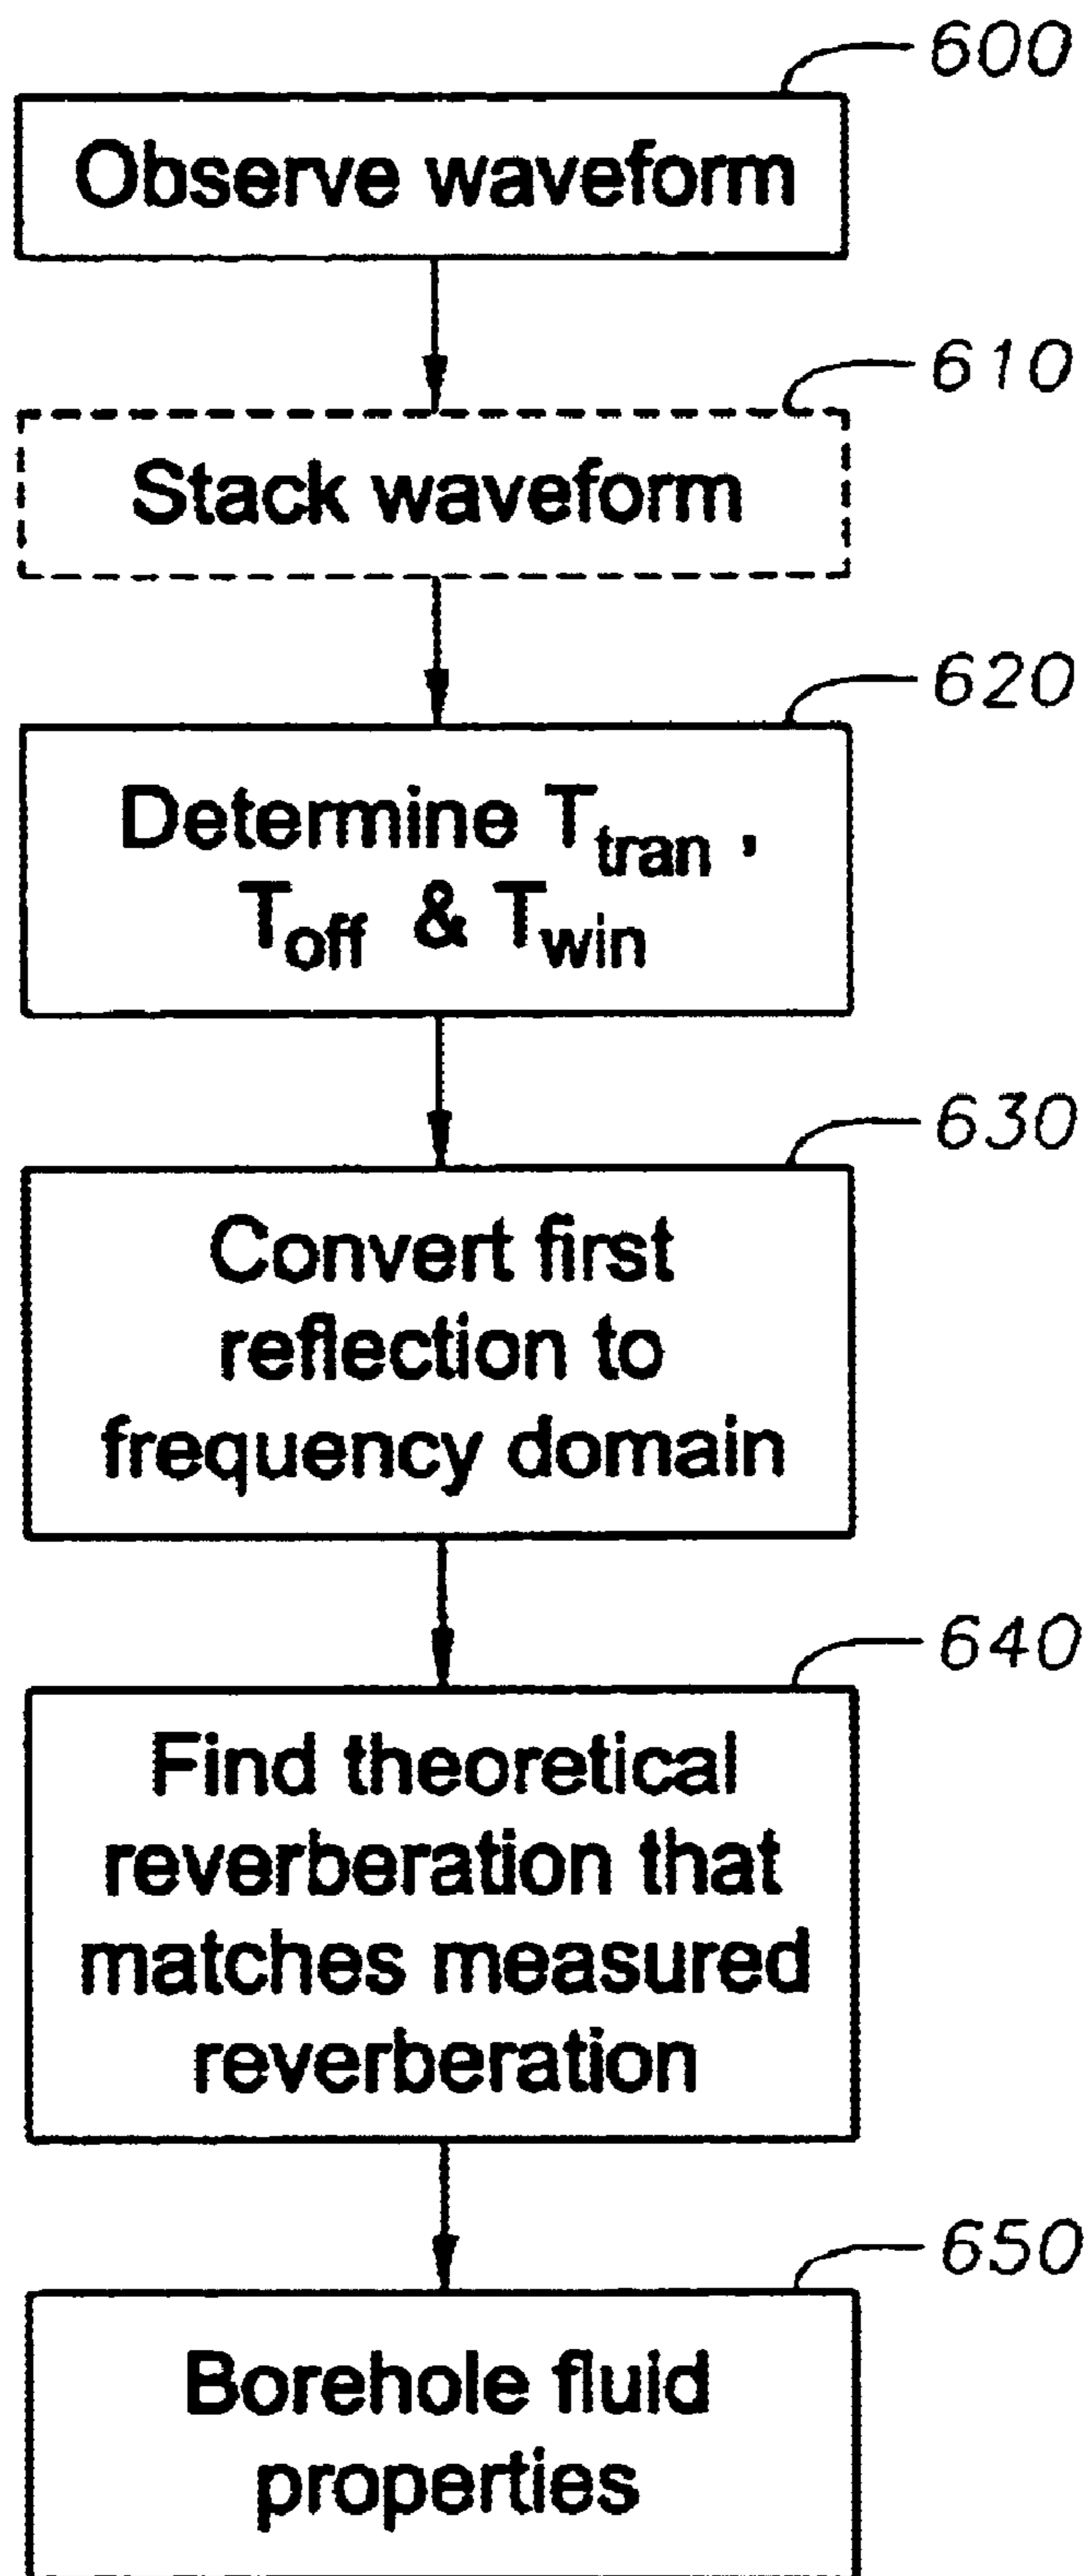 600
Observe waveform
610
Stack waveform
620
Determine T_tran ,
T_off & T_win
630
Convert first
reflection to
frequency domain
640
Find theoretical
reverberation that
matches measured
reverberation
650
Borehole fluid
properties